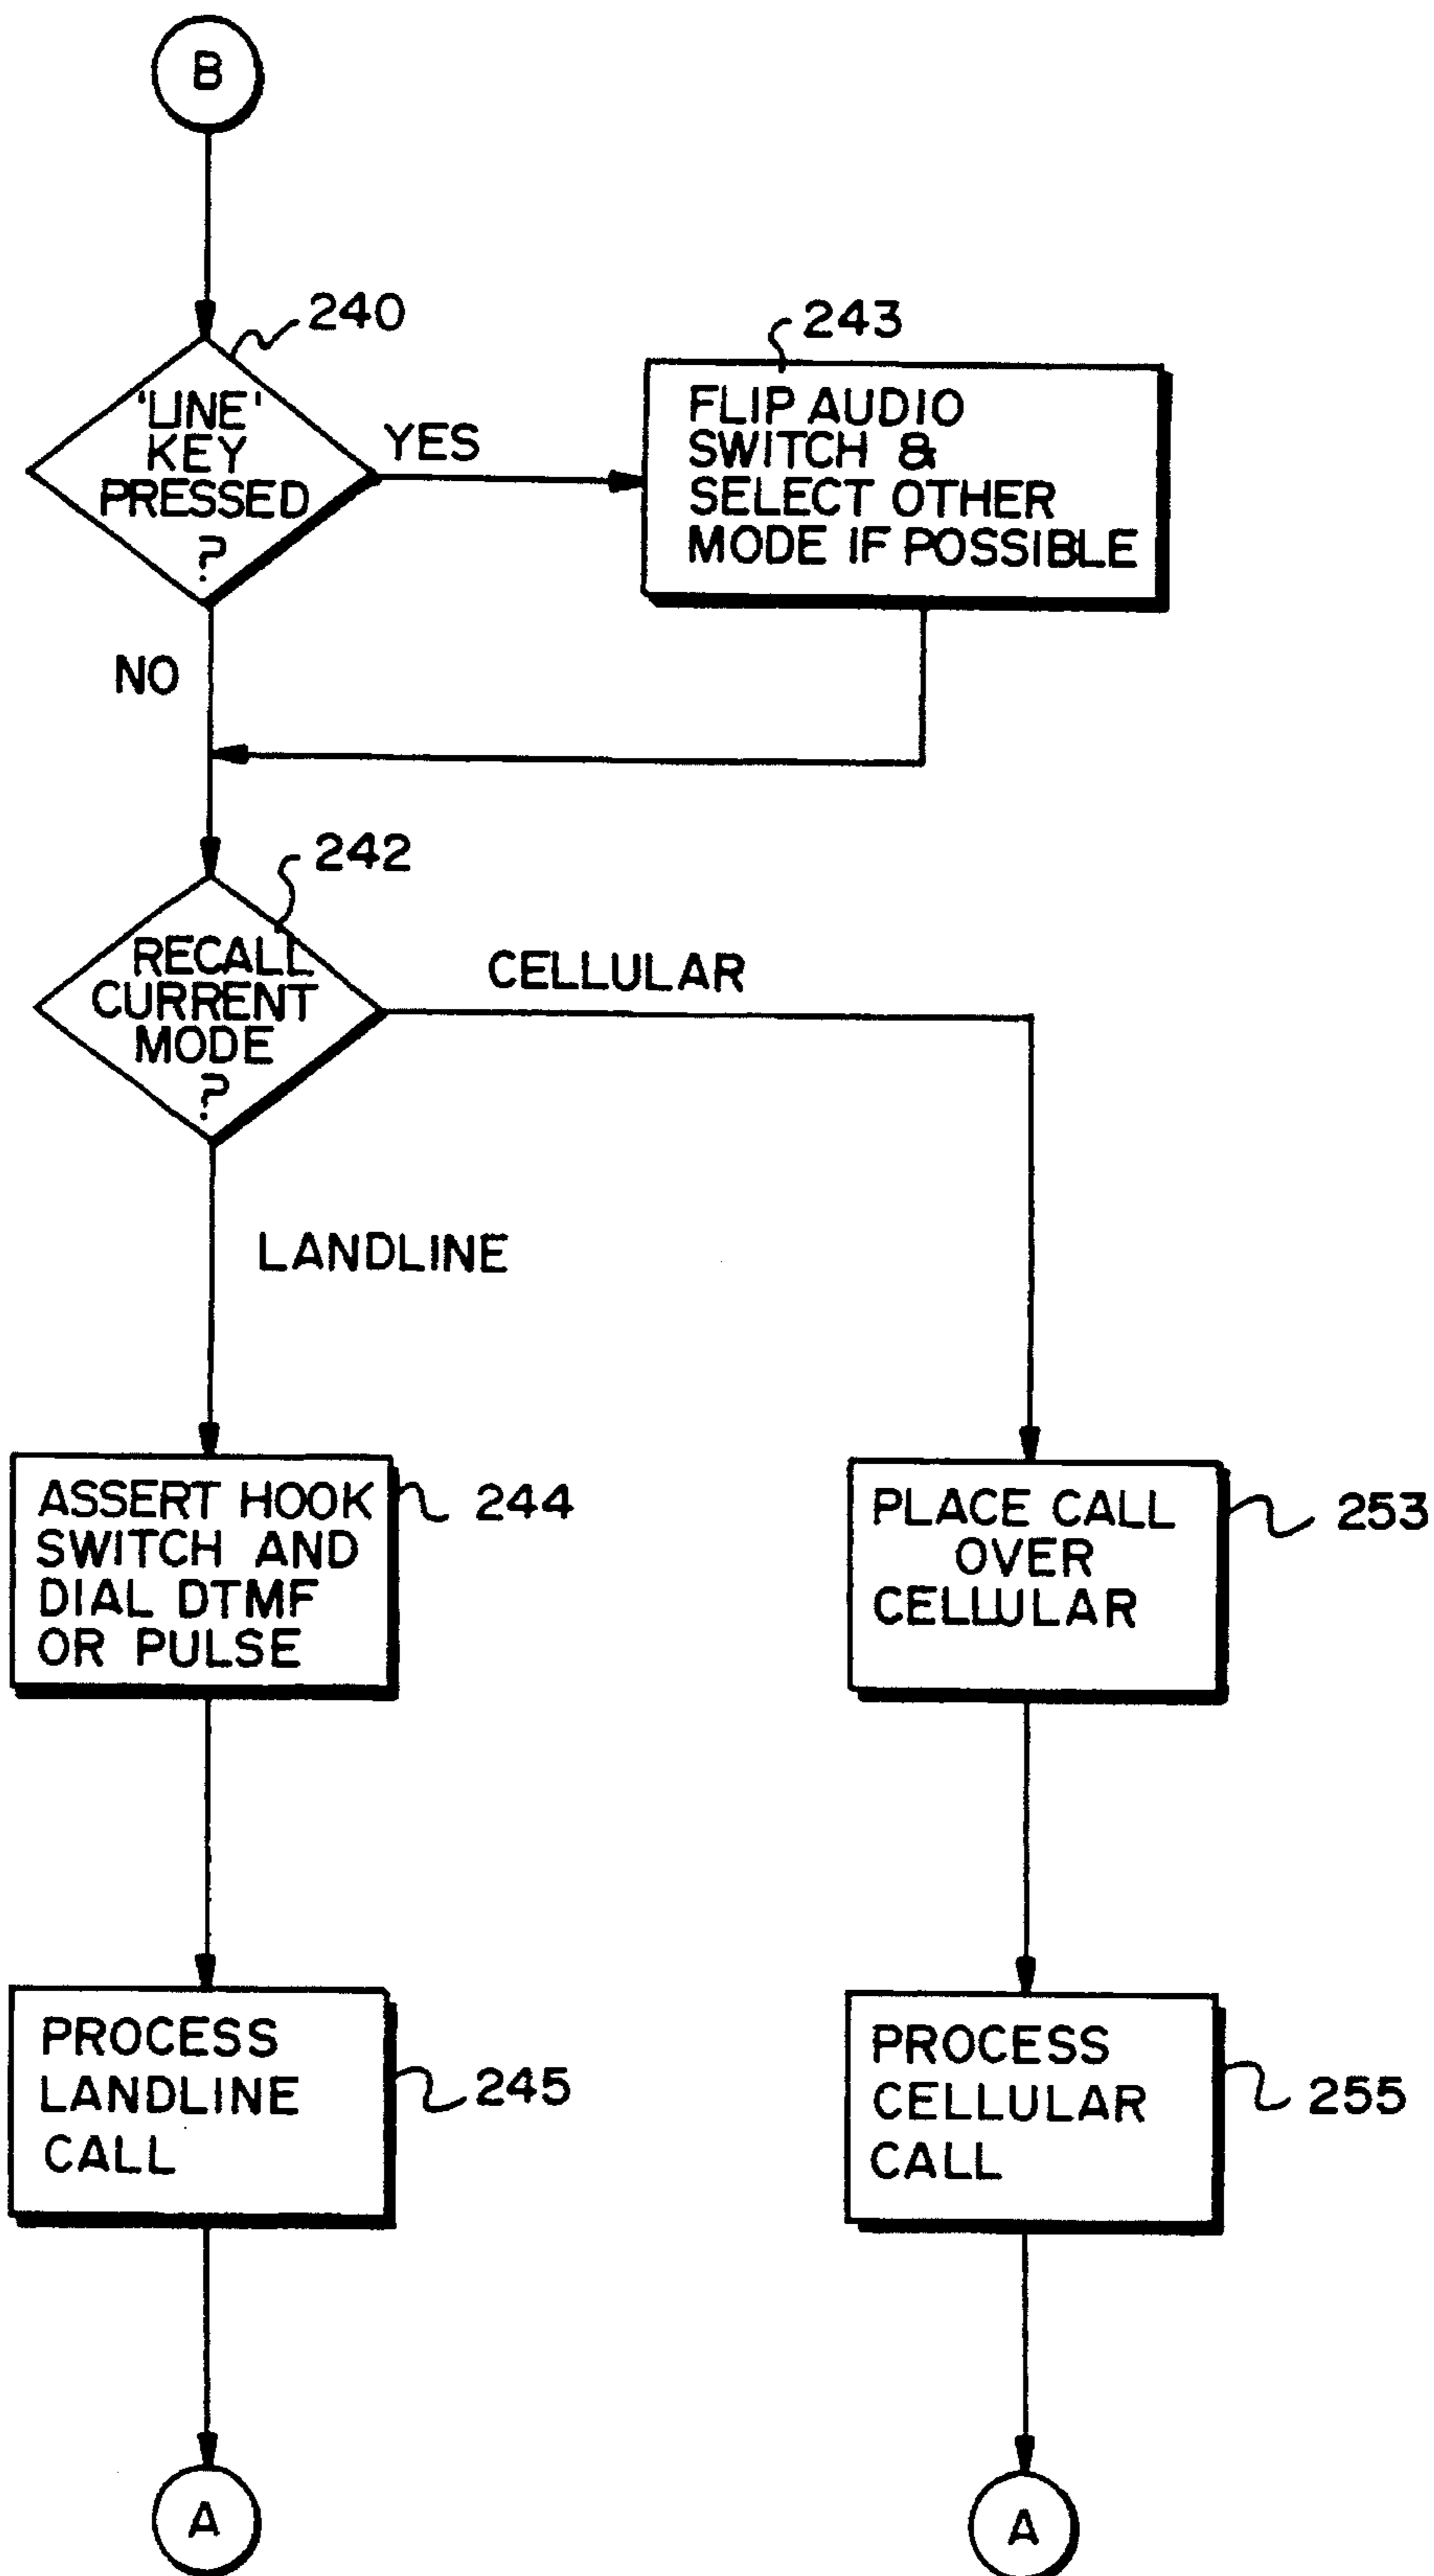 B
240
'LINE'
KEY
PRESSED
?
YES
243
FLIP AUDIO
SWITCH &
SELECT OTHER
MODE IF POSSIBLE
NO
242
RECALL
CURRENT
MODE
?
CELLULAR
LANDLINE
ASSERT HOOK
SWITCH AND
DIAL DTMF
OR PULSE
244
PLACE CALL
OVER
CELLULAR
253
PROCESS
LANDLINE
CALL
245
PROCESS
CELLULAR
CALL
255
A
A